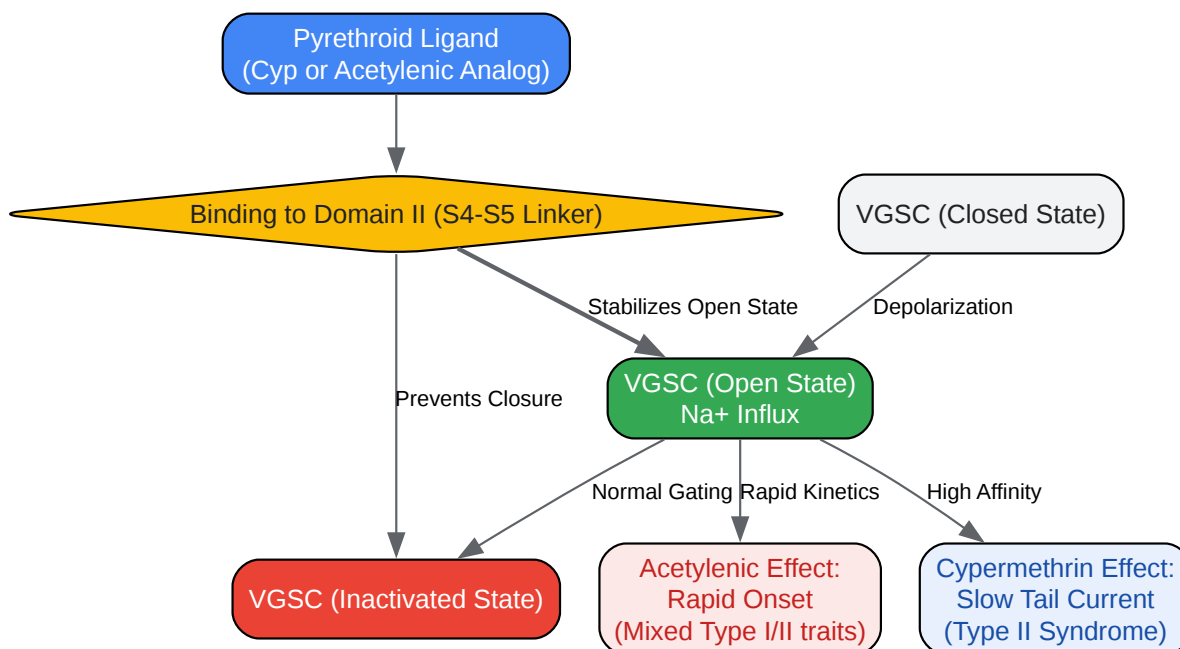 Pyrethroid Ligand
(Cyp or Acetylenic Analog)
Binding to Domain II (S4-S5 Linker)
VGSC (Closed State)
Stabilizes Open State
Depolarization
VGSC (Open State)
Na+ Influx
Prevents Closure
Normal Gating
Rapid Kinetics
High Affinity
VGSC (Inactivated State)
Acetylenic Effect:
Rapid Onset
(Mixed Type I/II traits)
Cypermethrin Effect:
Slow Tail Current
(Type II Syndrome)